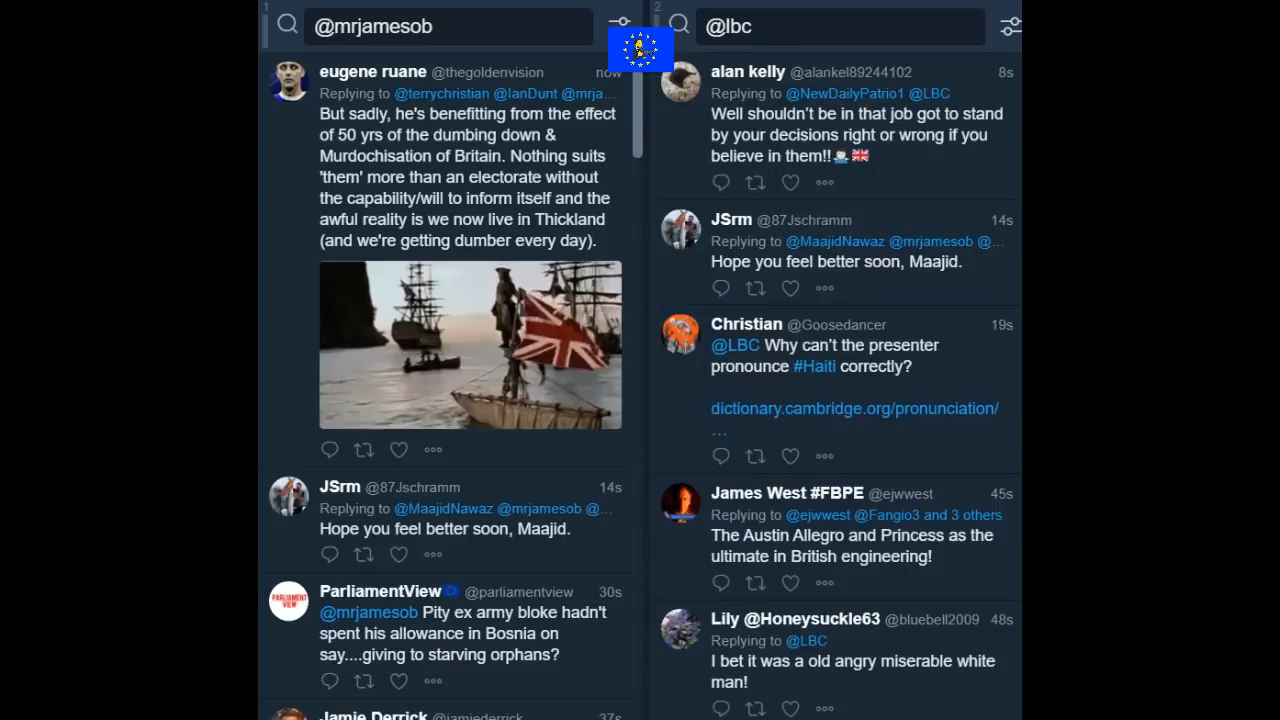 1
@mrjamesob
eugene ruane @thegoldenvision now
Replying to @terrychristian @IanDunt @mrja...
But sadly, he's benefitting from the effect
of 50 yrs of the dumbing down &
Murdochisation of Britain. Nothing suits
'them' more than an electorate without
the capability/will to inform itself and the
awful reality is we now live in Thickland
(and we're getting dumber every day).
JSrm @87Jschramm 14s
Replying to @MaajidNawaz @mrjamesob @...
Hope you feel better soon, Maajid.
PARLIAMENT
VIEW
ParliamentView @parliamentview 30s
@mrjamesob Pity ex army bloke hadn't
spent his allowance in Bosnia on
say....giving to starving orphans?
Jamie Derrick @jamiederrick 37s
2
@lbc
alan kelly @alankel89244102 8s
Replying to @NewDailyPatrio1 @LBC
Well shouldn't be in that job got to stand
by your decisions right or wrong if you
believe in them!!
JSrm @87Jschramm 14s
Replying to @MaajidNawaz @mrjamesob @...
Hope you feel better soon, Maajid.
Christian @Goosedancer 19s
@LBC Why can't the presenter
pronounce #Haiti correctly?
dictionary.cambridge.org/pronunciation/
...
James West #FBPE @ejwwest 45s
Replying to @ejwwest @Fangio3 and 3 others
The Austin Allegro and Princess as the
ultimate in British engineering!
Lily @Honeysuckle63 @bluebell2009 48s
Replying to @LBC
I bet it was a old angry miserable white
man!